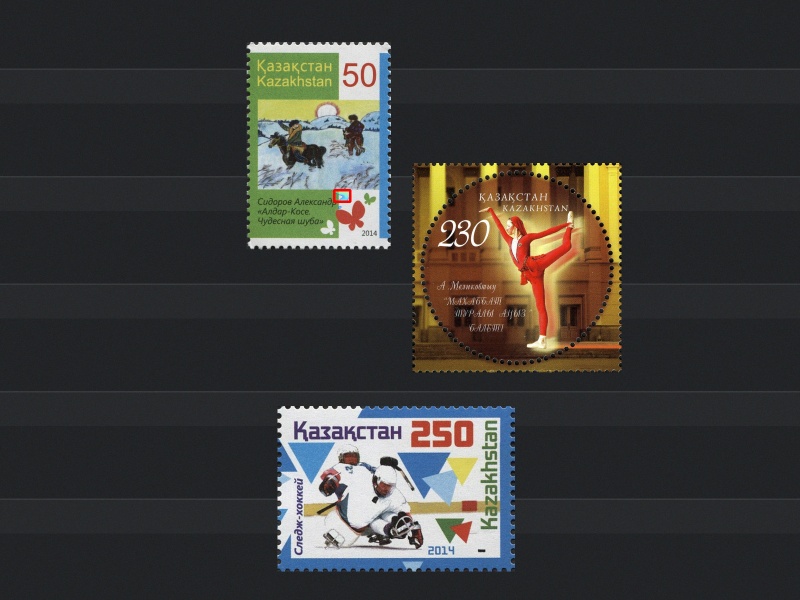 Қазақстан
Kazakhstan
50
Сидоров Александр
«Алдар-Косе.
Чудесная шуба»
2014
ҚАЗАҚСТАН
KAZAKHSTAN
230
А Мелікоғтың
"МАХАББАТ
ТУРАЛЫ АҢЫЗ"
БАЛЕТІ
Қазақстан 250
Kazakhstan
Следж-хоккей
2014